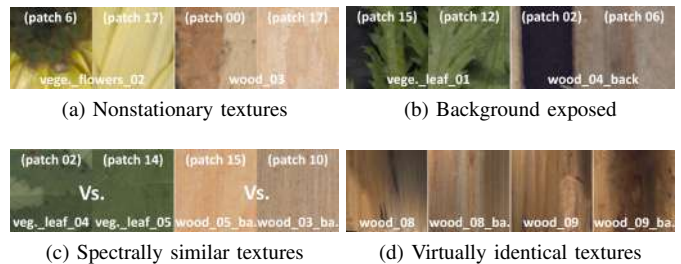 (patch 6) (patch 17) (patch 00) (patch 17)
vege._flowers_02 wood_03
(a) Nonstationary textures
(patch 15) (patch 12) (patch 02) (patch 06)
vege._leaf_01 wood_04_back
(b) Background exposed
(patch 02) (patch 14) (patch 15) (patch 10)
Vs. Vs.
veg._leaf_04 veg._leaf_05 wood_05_ba. wood_03_ba.
(c) Spectrally similar textures
wood_08 wood_08_ba. wood_09 wood_09_ba.
(d) Virtually identical textures